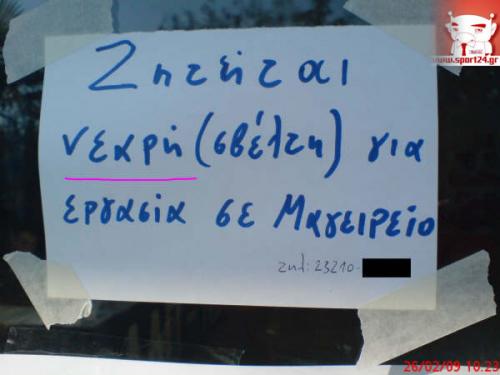 www.sport24.gr
Ζητείται
νεκρή (σβέλτη) για
εργασία σε Μαγειρείο
τηλ: 23210-
26/02/09 10:23